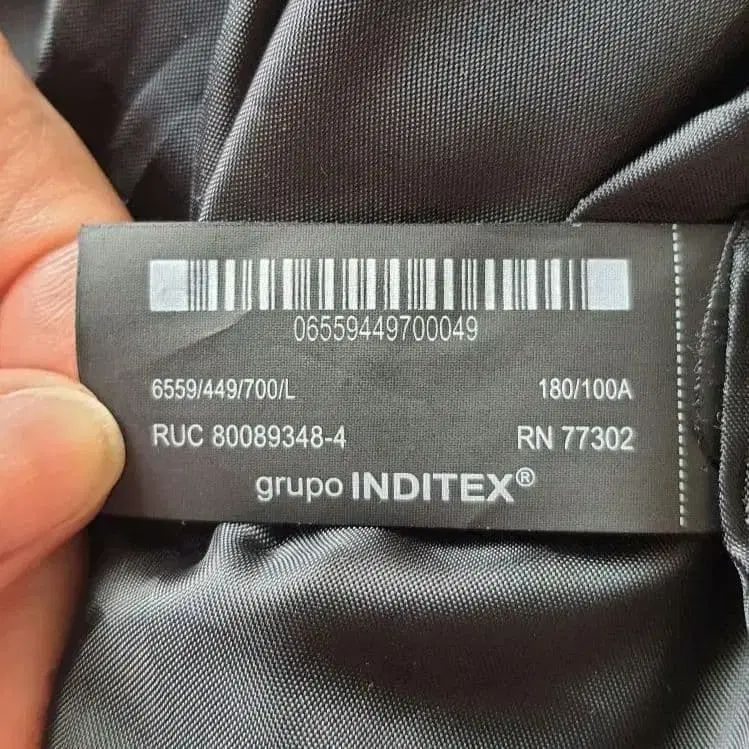 06559449700049
6559/449/700/L 180/100A
RUC 80089348-4 RN 77302
grupo INDITEX®